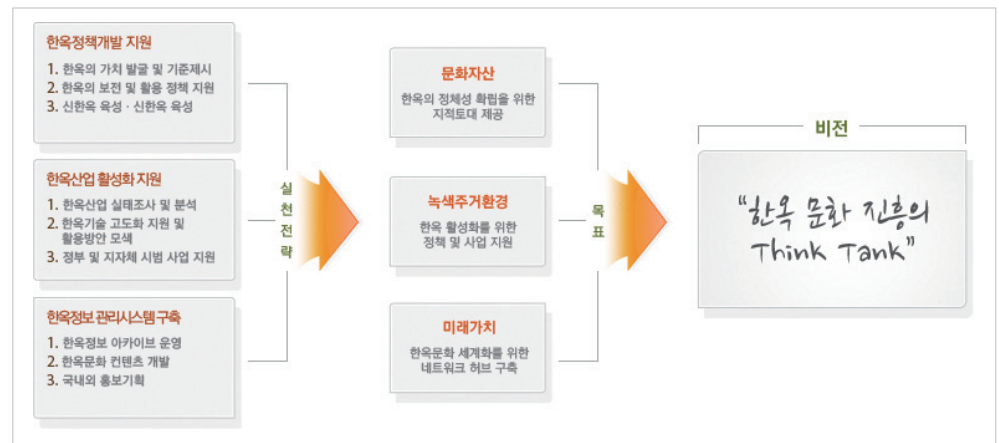 한옥정책개발 지원
1. 한옥의 가치 발굴 및 기준제시
2. 한옥의 보전 및 활용 정책 지원
3. 신한옥 육성 · 신한옥 육성
한옥산업 활성화 지원
1. 한옥산업 실태조사 및 분석
2. 한옥기술 고도화 지원 및
활용방안 모색
3. 정부 및 지자체 시범 사업 지원
한옥정보 관리시스템 구축
1. 한옥정보 아카이브 운영
2. 한옥문화 컨텐츠 개발
3. 국내외 홍보기획
실천전략
문화자산
한옥의 정체성 확립을 위한
지적토대 제공
녹색주거환경
한옥 활성화를 위한
정책 및 사업 지원
미래가치
한옥문화 세계화를 위한
네트워크 허브 구축
목표
비전
“한옥 문화 진흥의
Think Tank”